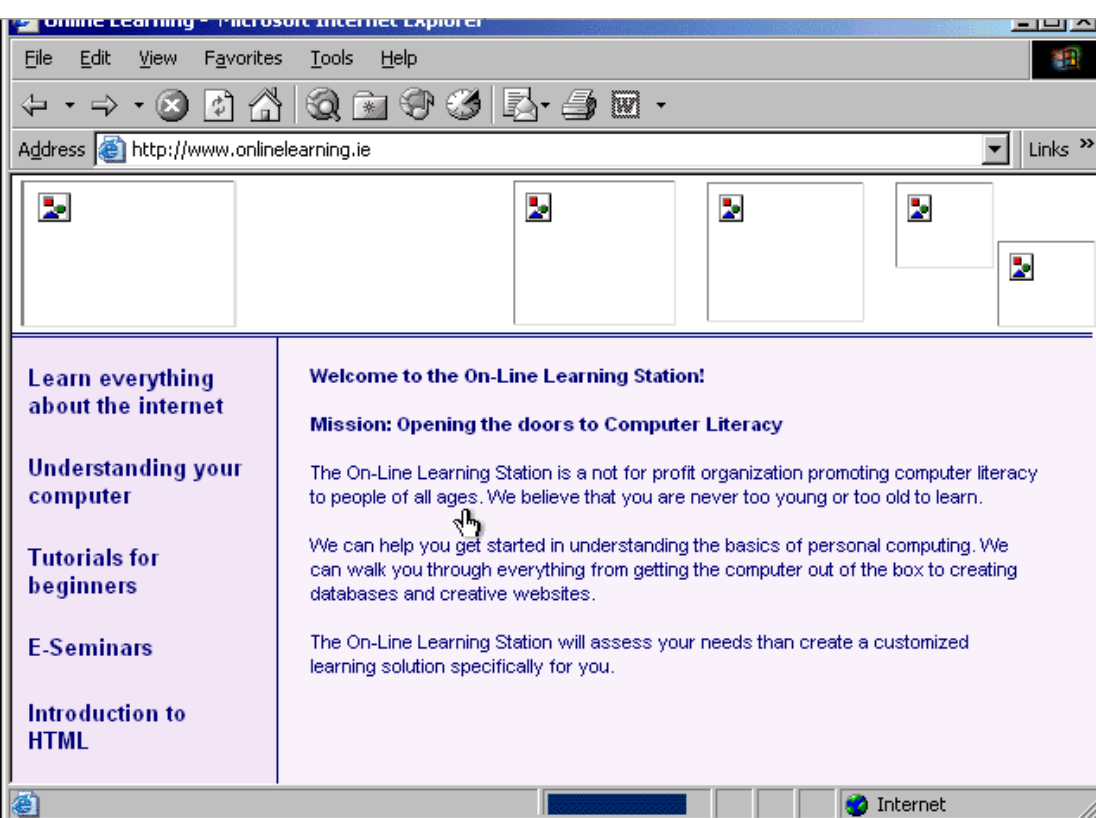 Online Learning - Microsoft Internet Explorer
File Edit View Favorites Tools Help
Address http://www.onlinelearning.ie Links »
Learn everything
about the internet
Understanding your
computer
Tutorials for
beginners
E-Seminars
Introduction to
HTML
Welcome to the On-Line Learning Station!
Mission: Opening the doors to Computer Literacy
The On-Line Learning Station is a not for profit organization promoting computer literacy
to people of all ages. We believe that you are never too young or too old to learn.
We can help you get started in understanding the basics of personal computing. We
can walk you through everything from getting the computer out of the box to creating
databases and creative websites.
The On-Line Learning Station will assess your needs than create a customized
learning solution specifically for you.
Internet